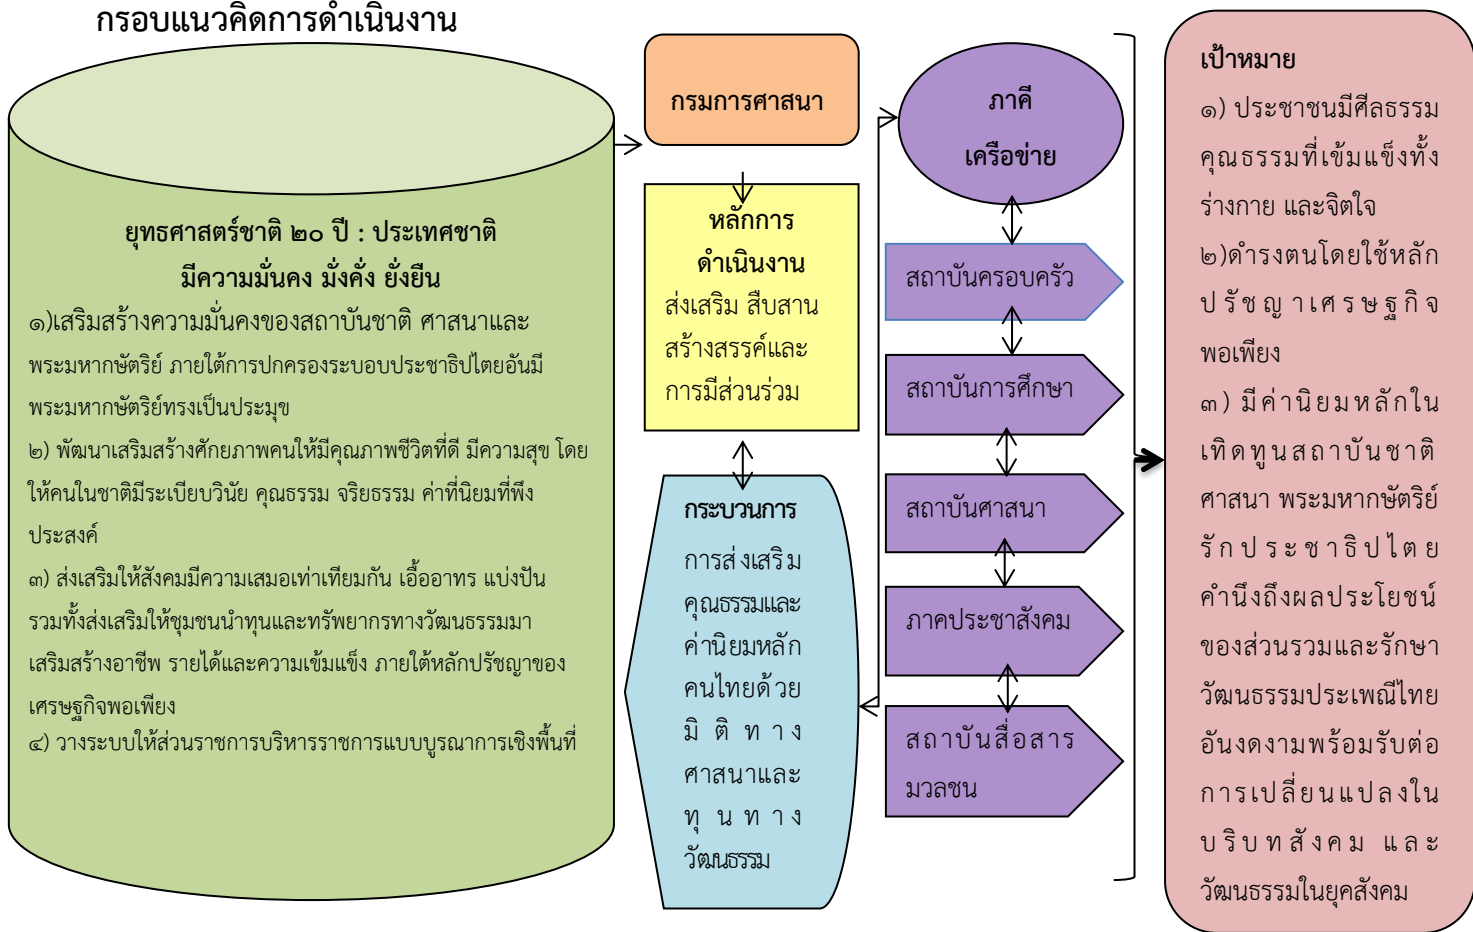 กรอบแนวคิดการดำเนินงาน
ยุทธศาสตร์ชาติ ๒๐ ปี : ประเทศชาติ
มีความมั่นคง มั่งคั่ง ยั่งยืน
๑)เสริมสร้างความมั่นคงของสถาบันชาติ ศาสนาและ
พระมหากษัตริย์ ภายใต้การปกครองระบอบประชาธิปไตยอันมี
พระมหากษัตริย์ทรงเป็นประมุข
๒) พัฒนาเสริมสร้างศักยภาพคนให้มีคุณภาพชีวิตที่ดี มีความสุข โดย
ให้คนในชาติมีระเบียบวินัย คุณธรรม จริยธรรม ค่าที่นิยมที่พึง
ประสงค์
๓) ส่งเสริมให้สังคมมีความเสมอเท่าเทียมกัน เอื้ออาทร แบ่งปัน
รวมทั้งส่งเสริมให้ชุมชนนำทุนและทรัพยากรทางวัฒนธรรมมา
เสริมสร้างอาชีพ รายได้และความเข้มแข็ง ภายใต้หลักปรัชญาของ
เศรษฐกิจพอเพียง
๔) วางระบบให้ส่วนราชการบริหารราชการแบบบูรณาการเชิงพื้นที่
กรมการศาสนา
หลักการ
ดำเนินงาน
ส่งเสริม สืบสาน
สร้างสรรค์และ
การมีส่วนร่วม
กระบวนการ
การส่งเสริม
คุณธรรมและ
ค่านิยมหลัก
คนไทยด้วย
มิติทาง
ศาสนาและ
ทุนทาง
วัฒนธรรม
ภาคี
เครือข่าย
สถาบันครอบครัว
สถาบันการศึกษา
สถาบันศาสนา
ภาคประชาสังคม
สถาบันสื่อสาร
มวลชน
เป้าหมาย
๑) ประชาชนมีศีลธรรม
คุณธรรมที่เข้มแข็งทั้ง
ร่างกาย และจิตใจ
๒)ดำรงตนโดยใช้หลัก
ปรัชญาเศรษฐกิจ
พอเพียง
๓) มีค่านิยมหลักใน
เทิดทูนสถาบันชาติ
ศาสนา พระมหากษัตริย์
รักประชาธิปไตย
คำนึงถึงผลประโยชน์
ของส่วนรวมและรักษา
วัฒนธรรมประเพณีไทย
อันงดงามพร้อมรับต่อ
การเปลี่ยนแปลงใน
บริบทสังคม และ
วัฒนธรรมในยุคสังคม